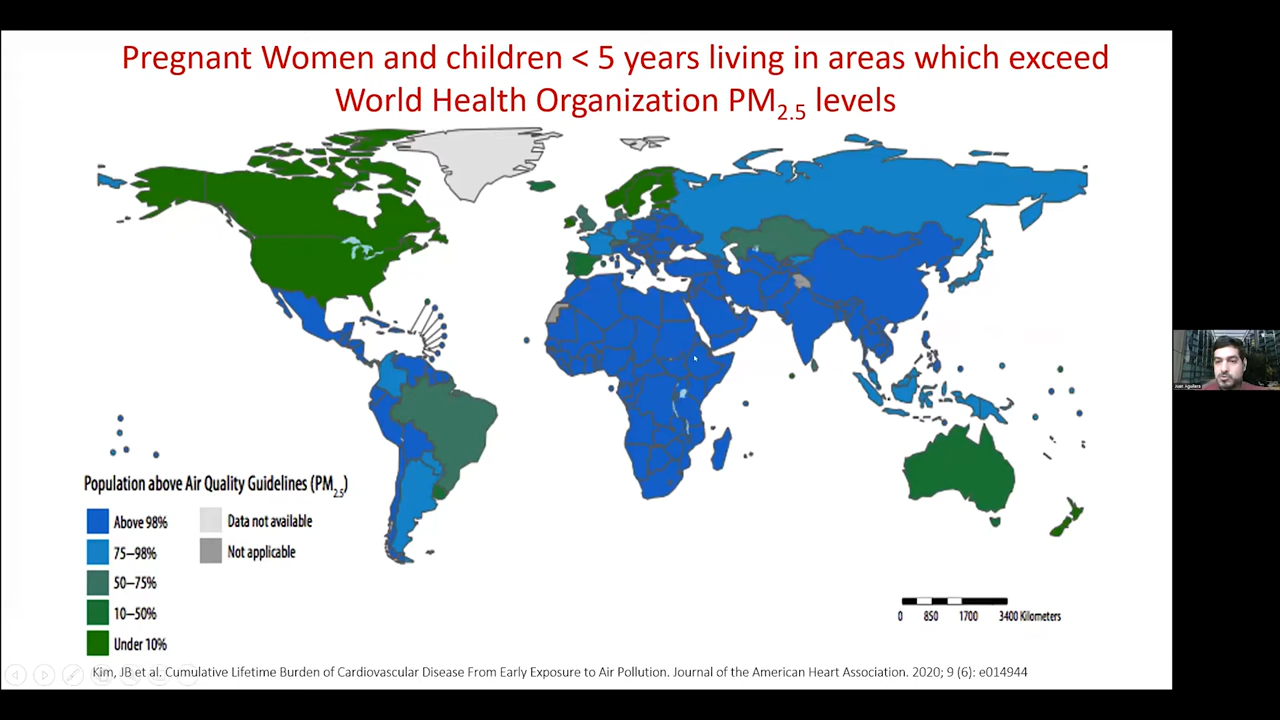 Pregnant Women and children < 5 years living in areas which exceed
World Health Organization PM2.5 levels
Juan Aguilera
Population above Air Quality Guidelines (PM2.5)
Above 98%
Data not available
75–98%
Not applicable
50–75%
10–50%
Under 10%
0 850 1700 3400 Kilometers
Kim, JB et al. Cumulative Lifetime Burden of Cardiovascular Disease From Early Exposure to Air Pollution. Journal of the American Heart Association. 2020; 9 (6): e014944